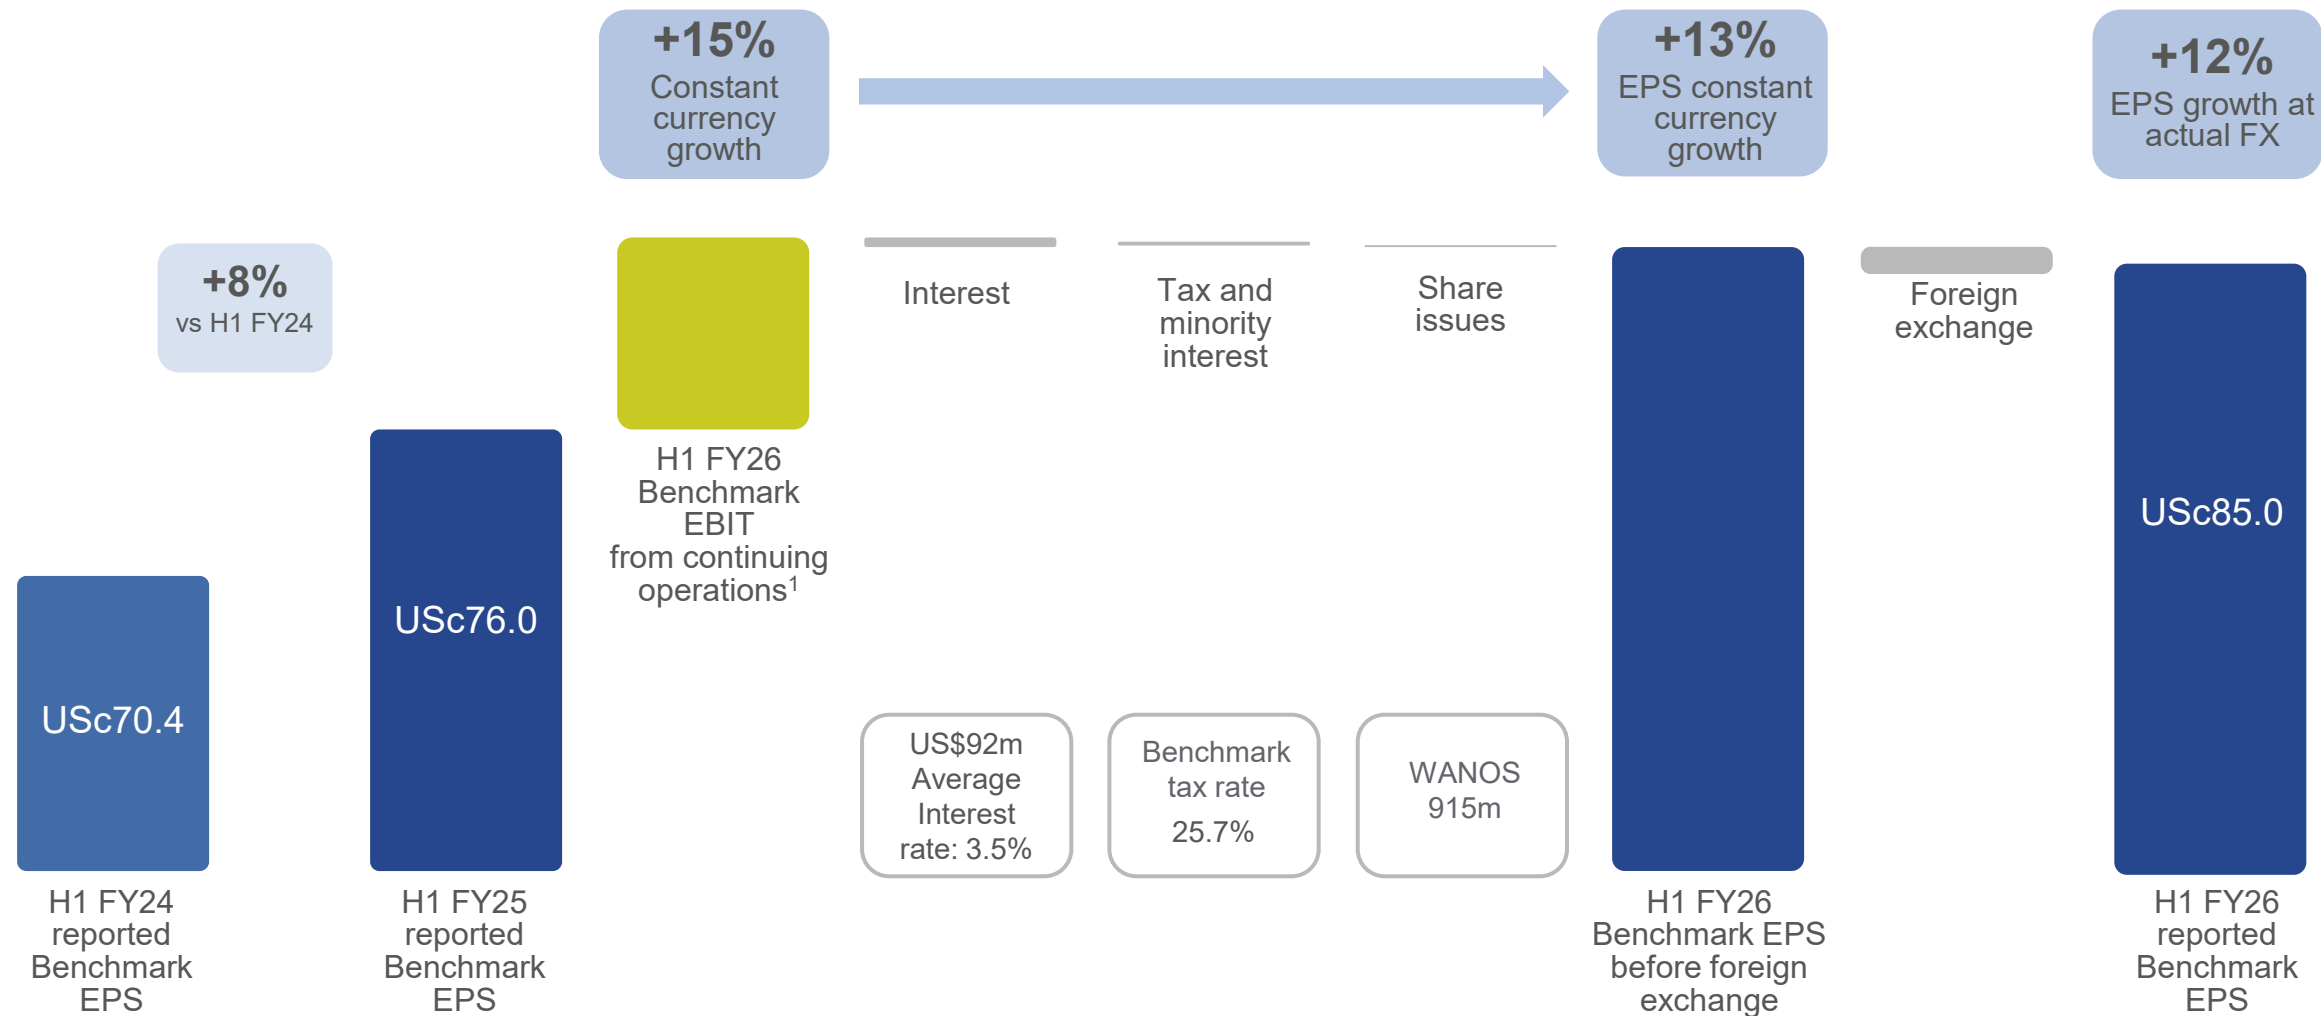 +15%
Constant
currency
growth
+13%
EPS constant
currency
growth
+12%
EPS growth at
actual FX
+8%
vs H1 FY24
Interest
Tax and
minority
interest
Share
issues
Foreign
exchange
H1 FY26
Benchmark
EBIT
from continuing
operations¹
USc70.4
USc76.0
USc85.0
US$92m
Average
Interest
rate: 3.5%
Benchmark
tax rate
25.7%
WANOS
915m
H1 FY24
reported
Benchmark
EPS
H1 FY25
reported
Benchmark
EPS
H1 FY26
Benchmark EPS
before foreign
exchange
H1 FY26
reported
Benchmark
EPS